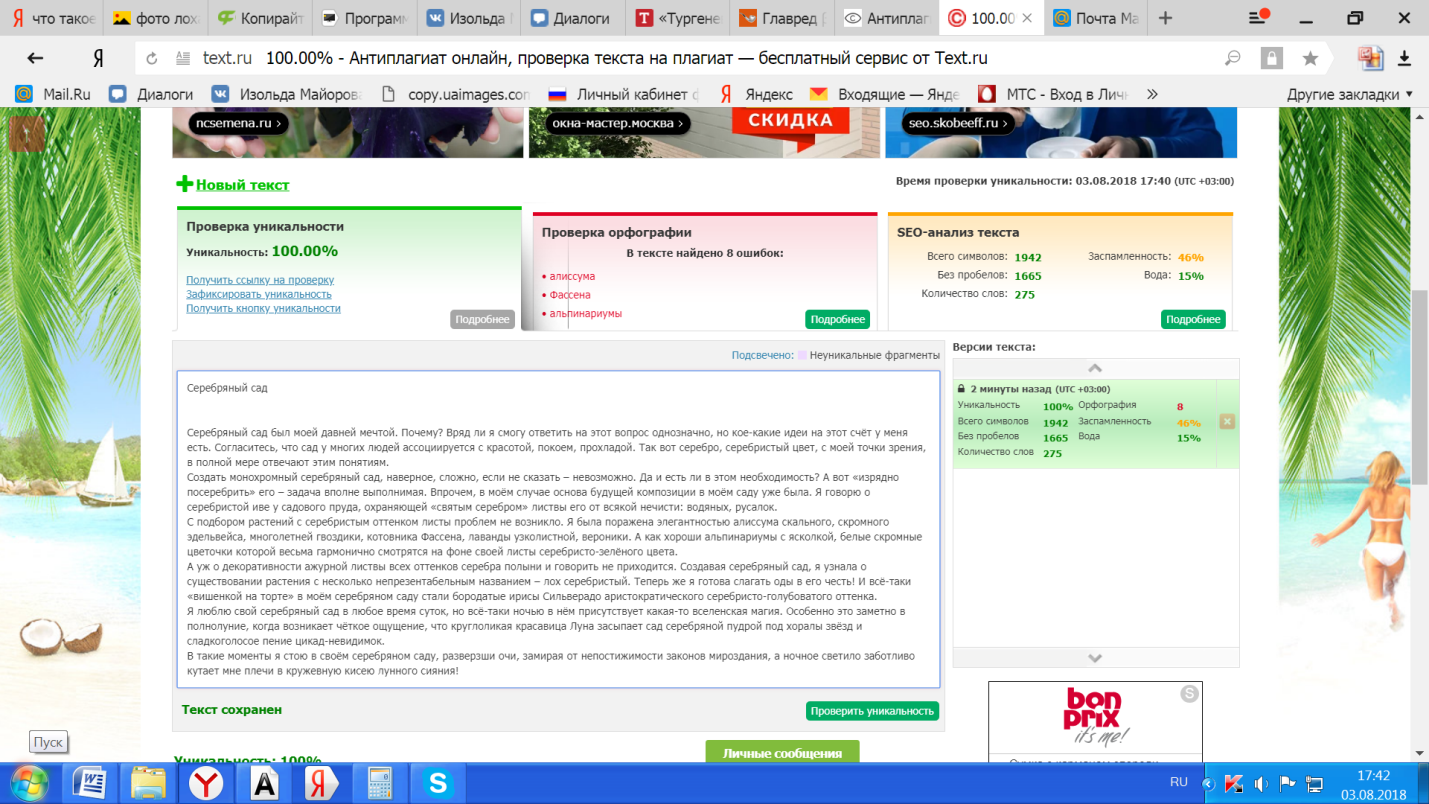 что такое
фото лох
Копирайт
Програм
Изольда
Диалоги
«Тургене
Главред
Антиплаг
100.00
Почта Ма
text.ru 100.00% - Антиплагиат онлайн, проверка текста на плагиат — бесплатный сервис от Text.ru
Mail.Ru Диалоги Изольда Майоров copy.uaimages.com Личный кабинет ф Яндекс Входящие — Янде МТС - Вход в Личн Другие закладки
ncsemena.ru >
окна-мастер.москва >
СКИДКА
seo.skobeeff.ru >
Новый текст
Время проверки уникальности: 03.08.2018 17:40 (UTC +03:00)
Проверка уникальности
Уникальность: 100.00%
Получить ссылку на проверку
Зафиксировать уникальность
Получить кнопку уникальности
Подробнее
Проверка орфографии
В тексте найдено 8 ошибок:
• алиссума
• Фассена
• альпинариумы
Подробнее
SEO-анализ текста
Всего символов: 1942 Заспамленность: 46%
Без пробелов: 1665 Вода: 15%
Количество слов: 275
Подробнее
Подсвечено: Неуникальные фрагменты
Серебряный сад
Серебряный сад был моей давней мечтой. Почему? Вряд ли я смогу ответить на этот вопрос однозначно, но кое-какие идеи на этот счёт у меня
есть. Согласитесь, что сад у многих людей ассоциируется с красотой, покоем, прохладой. Так вот серебро, серебристый цвет, с моей точки зрения,
в полной мере отвечают этим понятиям.
Создать монохромный серебряный сад, наверное, сложно, если не сказать – невозможно. Да и есть ли в этом необходимость? А вот «изрядно
посеребрить» его – задача вполне выполнимая. Впрочем, в моём случае основа будущей композиции в моём саду уже была. Я говорю о
серебристой иве у садового пруда, охраняющей «святым серебром» листвы его от всякой нечисти: водяных, русалок.
С подбором растений с серебристым оттенком листы проблем не возникло. Я была поражена элегантностью алиссума скального, скромного
эдельвейса, многолетней гвоздики, котовника Фассена, лаванды узколистной, вероники. А как хороши альпинариумы с ясколкой, белые скромные
цветочки которой весьма гармонично смотрятся на фоне своей листы серебристо-зелёного цвета.
А уж о декоративности ажурной листвы всех оттенков серебра полыни и говорить не приходится. Создавая серебряный сад, я узнала о
существовании растения с несколько непрезентабельным названием – лох серебристый. Теперь же я готова слагать оды в его честь! И всё-таки
«вишенкой на торте» в моём серебряном саду стали бородатые ирисы Сильверадо аристократического серебристо-голубоватого оттенка.
Я люблю свой серебряный сад в любое время суток, но всё-таки ночью в нём присутствует какая-то вселенская магия. Особенно это заметно в
полнолуние, когда возникает чёткое ощущение, что круглоликая красавица Луна засыпает сад серебряной пудрой под хоралы звёзд и
сладкоголосое пение цикад-невидимок.
В такие моменты я стою в своём серебряном саду, разверзши очи, замирая от непостижимости законов мироздания, а ночное светило заботливо
кутает мне плечи в кружевную кисею лунного сияния!
Текст сохранен
Проверить уникальность
Версии текста:
2 минуты назад (UTC +03:00)
Уникальность 100% Орфография 8
Всего символов 1942 Заспамленность 46%
Без пробелов 1665 Вода 15%
Количество слов 275
bon
prix
it's me!
Уникальность: 100%
Личные сообщения
Пуск
RU
17:42
03.08.2018